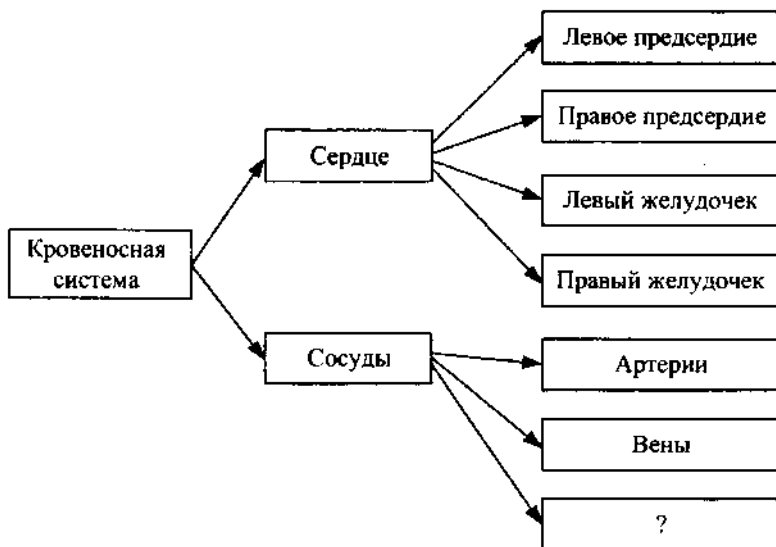 Левое предсердие
Правое предсердие
Сердце
Левый желудочек
Кровеносная
система
Правый желудочек
Сосуды
Артерии
Вены
?